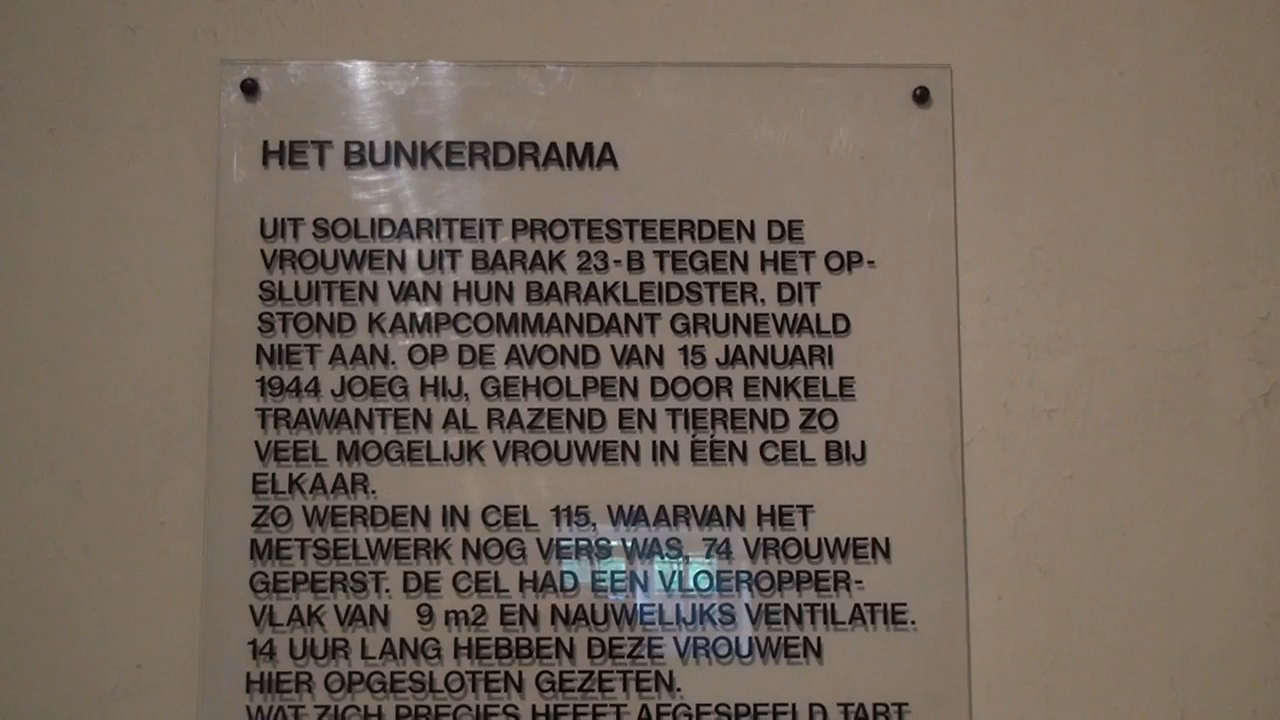 HET BUNKERDRAMA
UIT SOLIDARITEIT PROTESTEERDEN DE
VROUWEN UIT BARAK 23-B TEGEN HET OP-
SLUITEN VAN HUN BARAKLEIDSTER. DIT
STOND KAMPCOMMANDANT GRUNEWALD
NIET AAN. OP DE AVOND VAN 15 JANUARI
1944 JOEG HIJ, GEHOLPEN DOOR ENKELE
TRAWANTEN AL RAZEND EN TIEREND ZO
VEEL MOGELIJK VROUWEN IN ÉÉN CEL BIJ
ELKAAR.
ZO WERDEN IN CEL 115, WAARVAN HET
METSELWERK NOG VERS WAS, 74 VROUWEN
GEPERST. DE CEL HAD EEN VLOEROPPER-
VLAK VAN 9 m2 EN NAUWELIJKS VENTILATIE.
14 UUR LANG HEBBEN DEZE VROUWEN
HIER OPGESLOTEN GEZETEN.
WAT ZICH PRECIES HEEFT AFGESPEELD TART